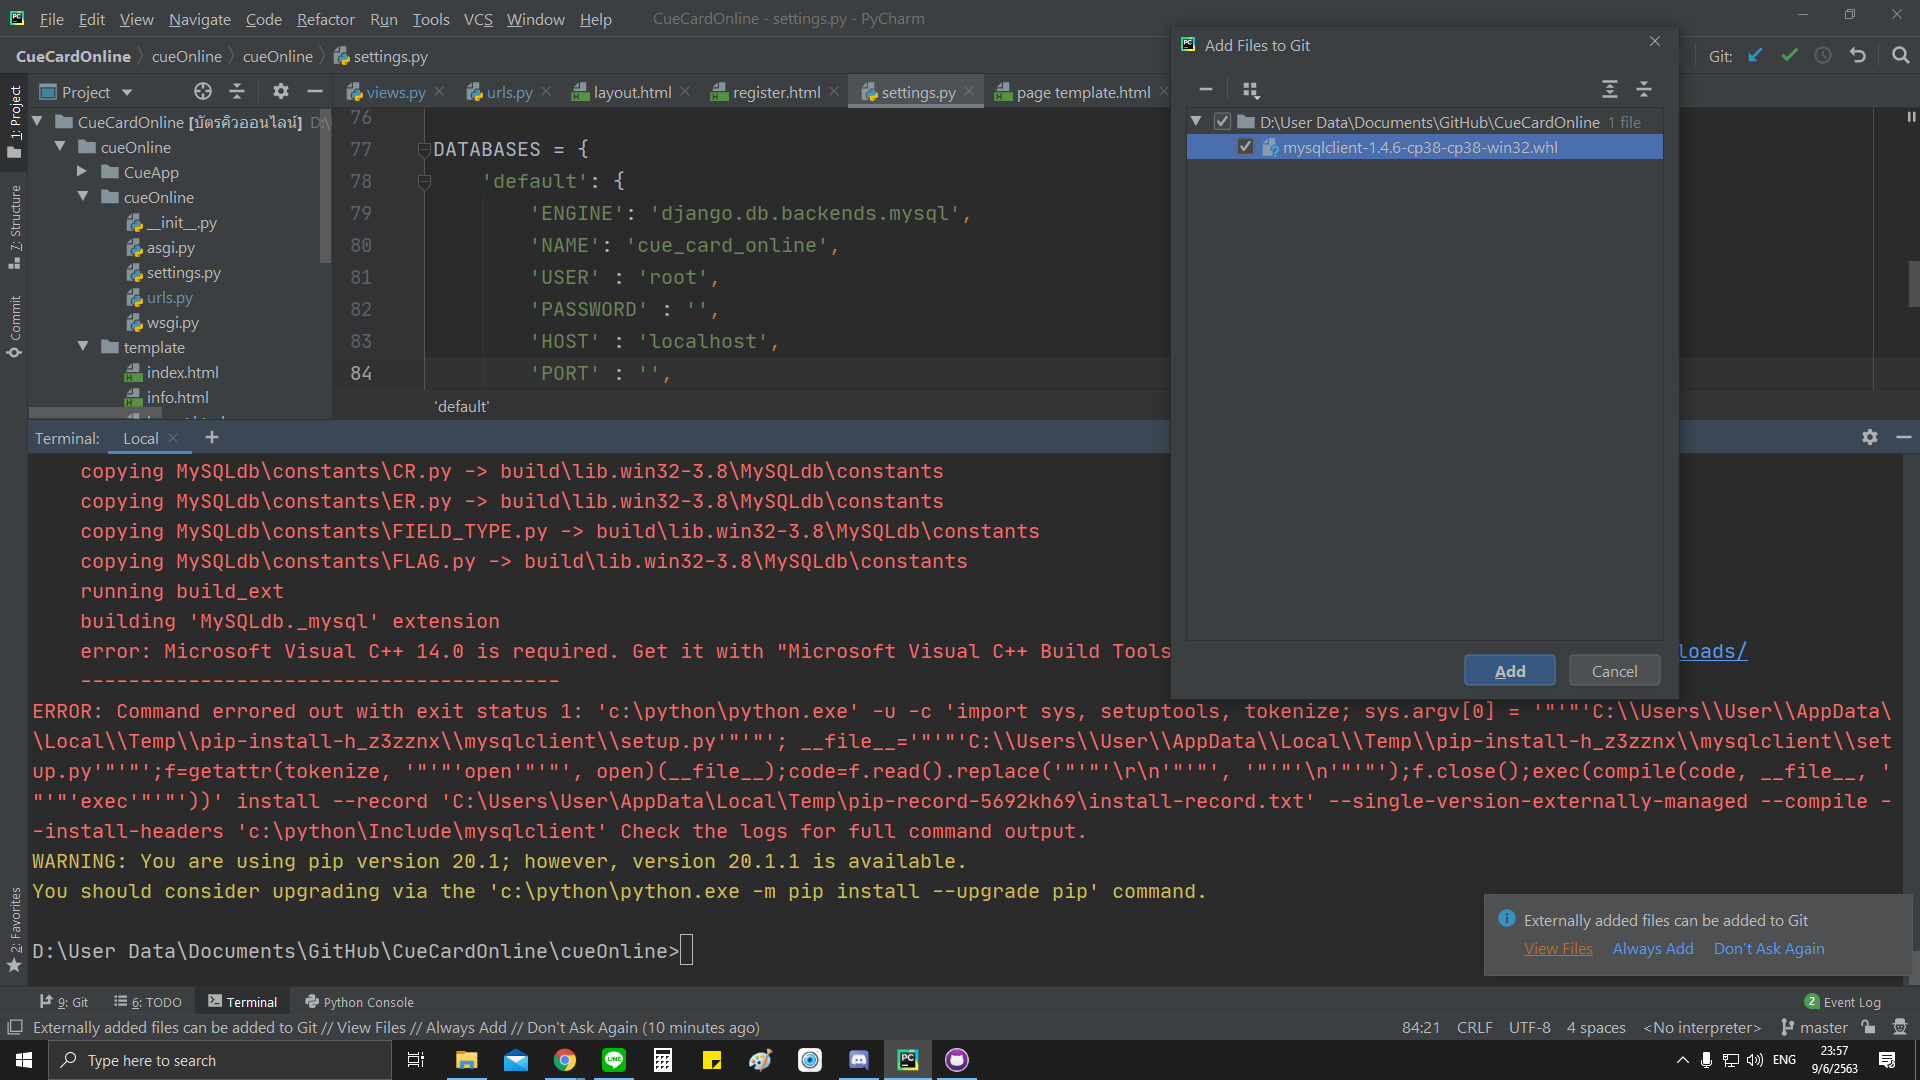 File Edit View Navigate Code Refactor Run Tools VCS Window Help CueCardOnline - settings.py - PyCharm
CueCardOnline cueOnline cueOnline settings.py
Git:
Project
views.py urls.py layout.html register.html settings.py page template.html
1: Project
7: Structure
Commit
2: Favorites
CueCardOnline [บัตรคิวออนไลน์] D:\
cueOnline
CueApp
cueOnline
__init__.py
asgi.py
settings.py
urls.py
wsgi.py
template
index.html
info.html
76
77 DATABASES = {
78 'default': {
79 'ENGINE': 'django.db.backends.mysql',
80 'NAME': 'cue_card_online',
81 'USER' : 'root',
82 'PASSWORD' : '',
83 'HOST' : 'localhost',
84 'PORT' : '',
'default'
Add Files to Git
D:\User Data\Documents\GitHub\CueCardOnline 1 file
mysqlclient-1.4.6-cp38-cp38-win32.whl
Add Cancel
Terminal: Local
copying MySQLdb\constants\CR.py -> build\lib.win32-3.8\MySQLdb\constants
copying MySQLdb\constants\ER.py -> build\lib.win32-3.8\MySQLdb\constants
copying MySQLdb\constants\FIELD_TYPE.py -> build\lib.win32-3.8\MySQLdb\constants
copying MySQLdb\constants\FLAG.py -> build\lib.win32-3.8\MySQLdb\constants
running build_ext
building 'MySQLdb._mysql' extension
error: Microsoft Visual C++ 14.0 is required. Get it with "Microsoft Visual C++ Build Tools loads/
----------------------------------------
ERROR: Command errored out with exit status 1: 'c:\python\python.exe' -u -c 'import sys, setuptools, tokenize; sys.argv[0] = '"'"'C:\\Users\\User\\AppData\
\Local\\Temp\\pip-install-h_z3zznx\\mysqlclient\\setup.py'"'"'; __file__='"'"'C:\\Users\\User\\AppData\\Local\\Temp\\pip-install-h_z3zznx\\mysqlclient\\set
up.py'"'"';f=getattr(tokenize, '"'"'open'"'"', open)(__file__);code=f.read().replace('"'"'\r\n'"'"', '"'"'\n'"'"');f.close();exec(compile(code, __file__, '
"'"'exec'"'"'))' install --record 'C:\Users\User\AppData\Local\Temp\pip-record-5692kh69\install-record.txt' --single-version-externally-managed --compile -
-install-headers 'c:\python\Include\mysqlclient' Check the logs for full command output.
WARNING: You are using pip version 20.1; however, version 20.1.1 is available.
You should consider upgrading via the 'c:\python\python.exe -m pip install --upgrade pip' command.
D:\User Data\Documents\GitHub\CueCardOnline\cueOnline>
Externally added files can be added to Git
View Files Always Add Don't Ask Again
9: Git 6: TODO Terminal Python Console 2 Event Log
Externally added files can be added to Git // View Files // Always Add // Don't Ask Again (10 minutes ago) 84:21 CRLF UTF-8 4 spaces <No interpreter> master
Type here to search
LINE
PC
ENG
23:57
9/6/2563